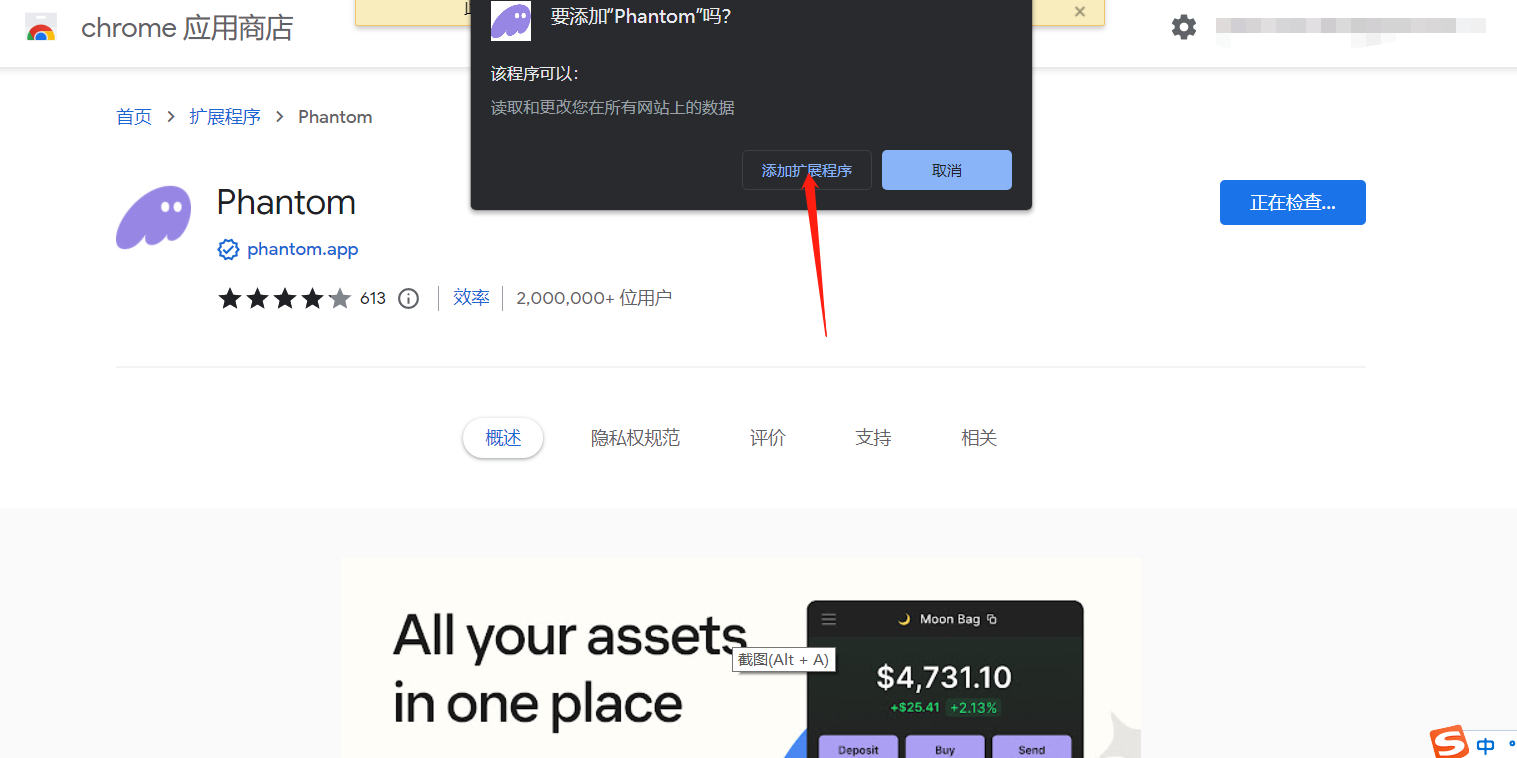 chrome 应用商店
此
×
要添加"Phantom"吗?
该程序可以:
读取和更改您在所有网站上的数据
添加扩展程序
取消
首页 > 扩展程序 > Phantom
Phantom
phantom.app
正在检查...
613
效率
2,000,000+ 位用户
概述
隐私权规范
评价
支持
相关
All your assets
in one place
截图(Alt + A)
Moon Bag
$4,731.10
+$25.41 +2.13%
Deposit
Buy
Send
S 中